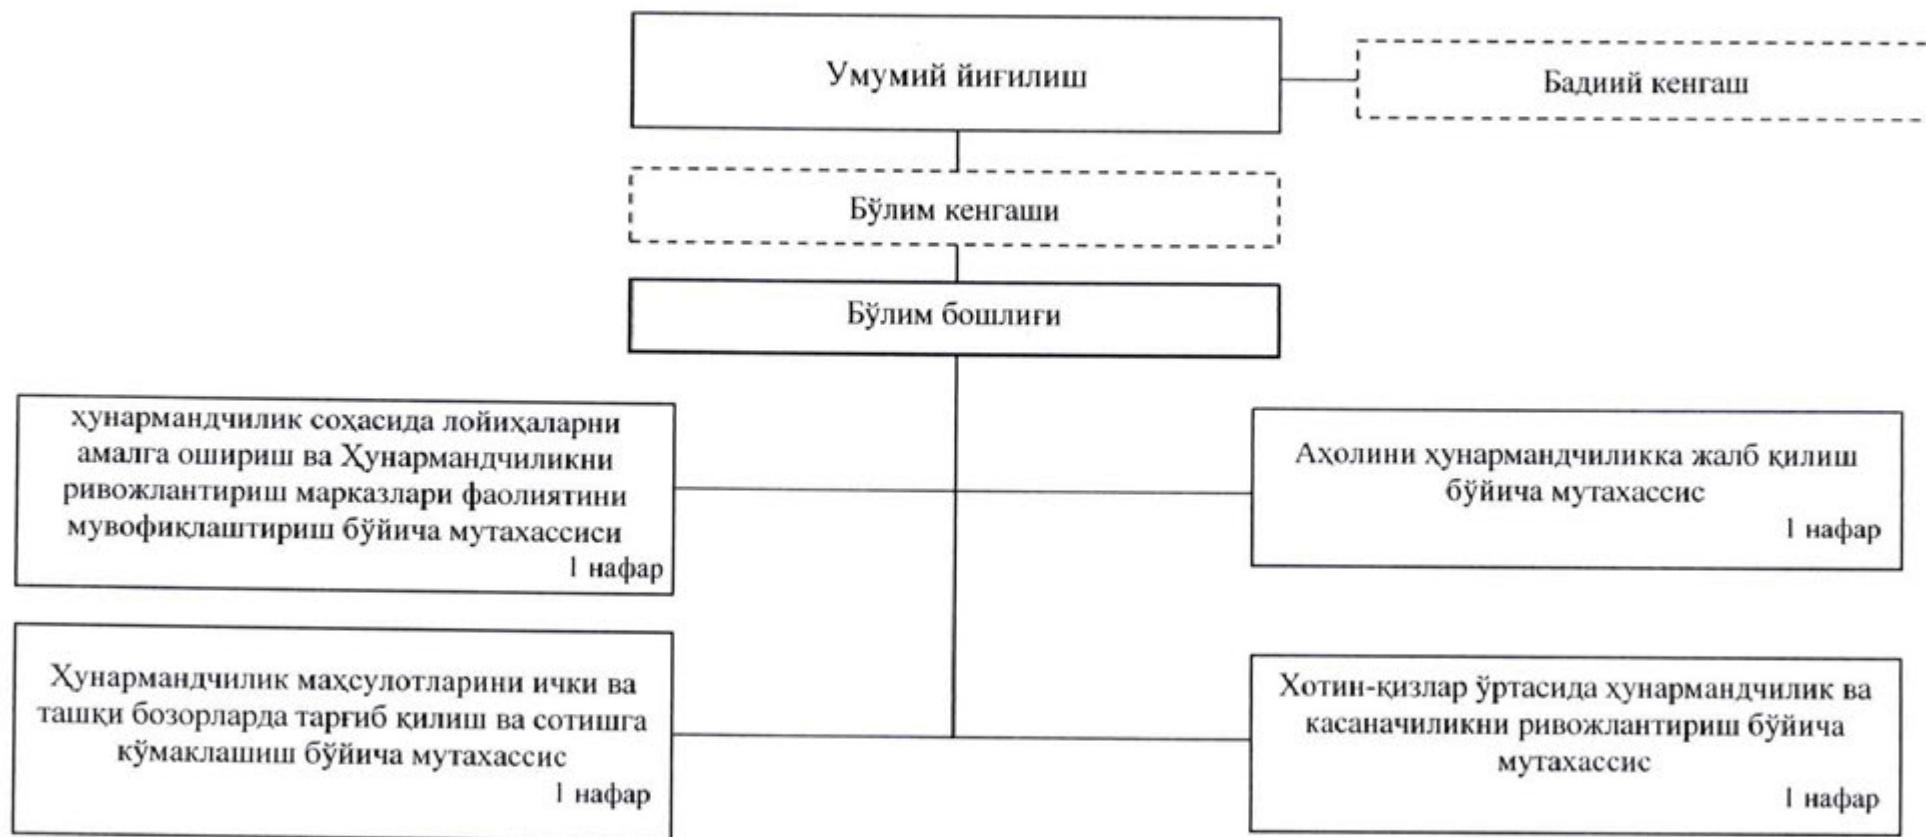 Умумий йиғилиш
Бадиий кенгаш
Бўлим кенгаши
Бўлим бошлиғи
ҳунармандчилик соҳасида лойиҳаларни
амалга ошириш ва Ҳунармандчиликни
ривожлантириш марказлари фаолиятини
мувофиқлаштириш бўйича мутахассиси
1 нафар
Аҳолини ҳунармандчиликка жалб қилиш
бўйича мутахассис
1 нафар
Ҳунармандчилик маҳсулотларини ички ва
ташқи бозорларда тарғиб қилиш ва сотишга
кўмаклашиш бўйича мутахассис
1 нафар
Хотин-қизлар ўртасида ҳунармандчилик ва
касаначиликни ривожлантириш бўйича
мутахассис
1 нафар